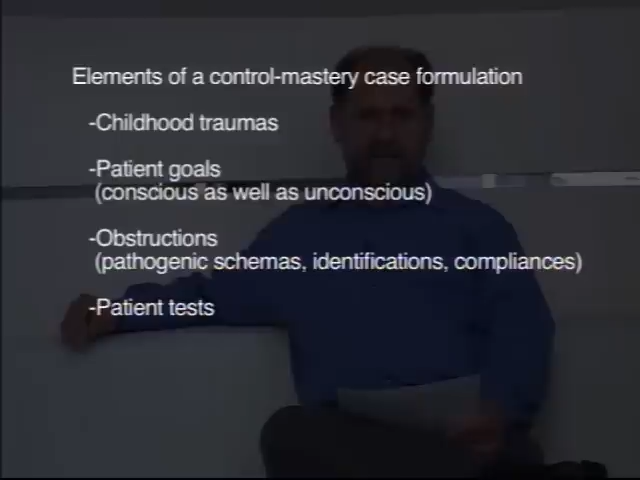 Elements of a control-mastery case formulation
-Childhood traumas
-Patient goals
(conscious as well as unconscious)
-Obstructions
(pathogenic schemas, identifications, compliances)
-Patient tests